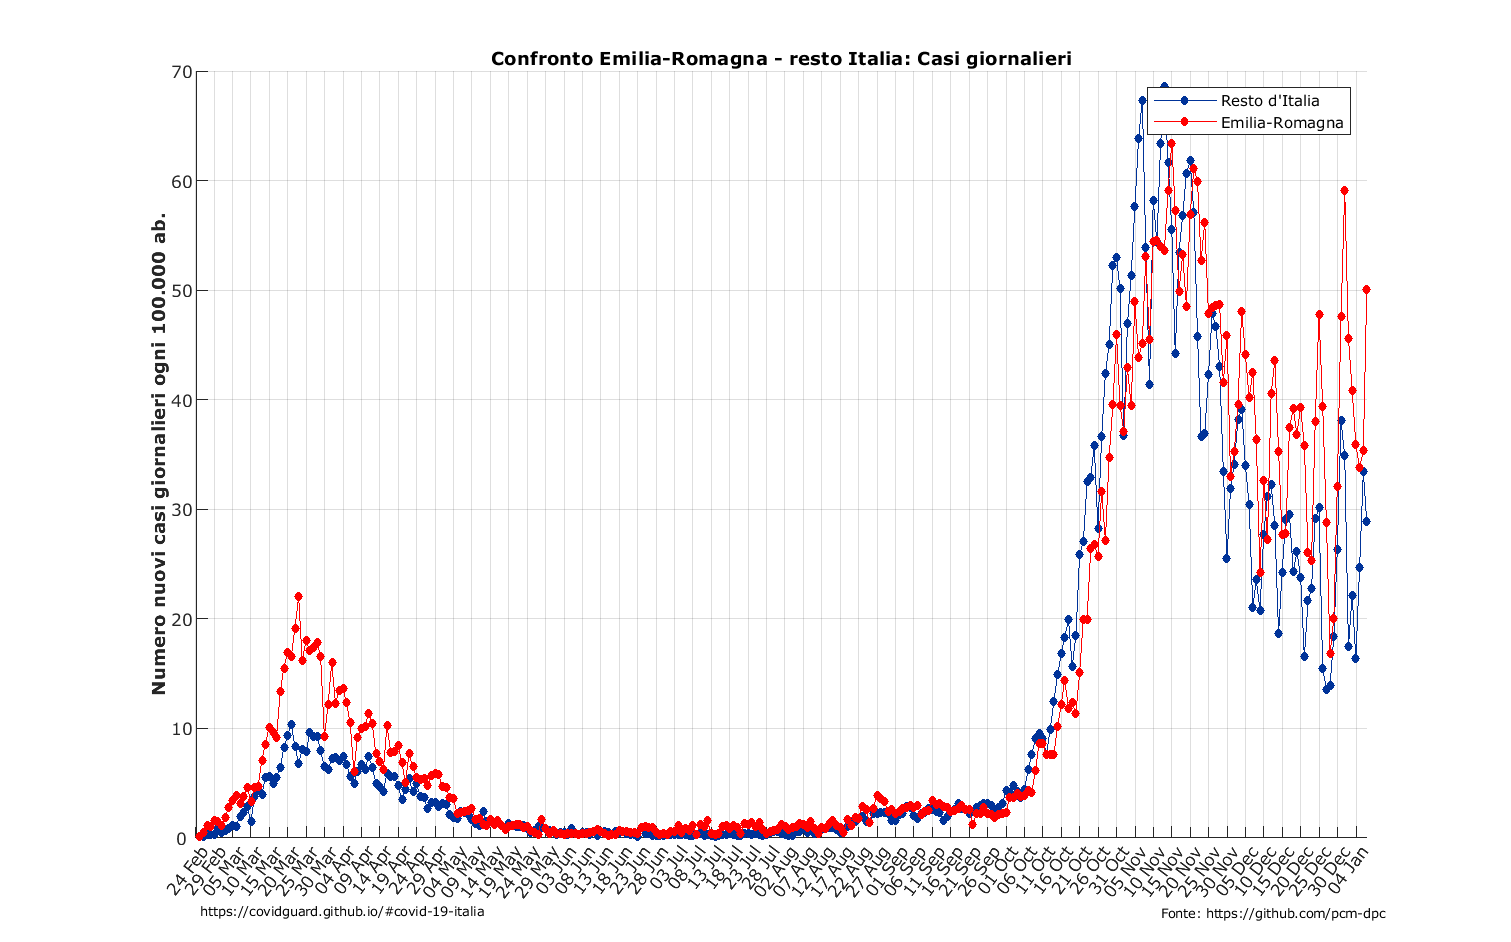 Confronto Emilia-Romagna - resto Italia: Casi giornalieri
Numero nuovi casi giornalieri ogni 100.000 ab.
70
60
50
40
30
20
10
0
Resto d'Italia
Emilia-Romagna
24 Feb
29 Feb
05 Mar
10 Mar
15 Mar
20 Mar
25 Mar
30 Mar
04 Apr
09 Apr
14 Apr
19 Apr
24 Apr
29 Apr
04 May
09 May
14 May
19 May
24 May
29 May
03 Jun
08 Jun
13 Jun
18 Jun
23 Jun
28 Jun
03 Jul
08 Jul
13 Jul
18 Jul
23 Jul
28 Jul
02 Aug
07 Aug
12 Aug
17 Aug
22 Aug
27 Aug
01 Sep
06 Sep
11 Sep
16 Sep
21 Sep
26 Sep
01 Oct
06 Oct
11 Oct
16 Oct
21 Oct
26 Oct
31 Oct
05 Nov
10 Nov
15 Nov
20 Nov
25 Nov
30 Nov
05 Dec
10 Dec
15 Dec
20 Dec
25 Dec
30 Dec
04 Jan
https://covidguard.github.io/#covid-19-italia
Fonte: https://github.com/pcm-dpc